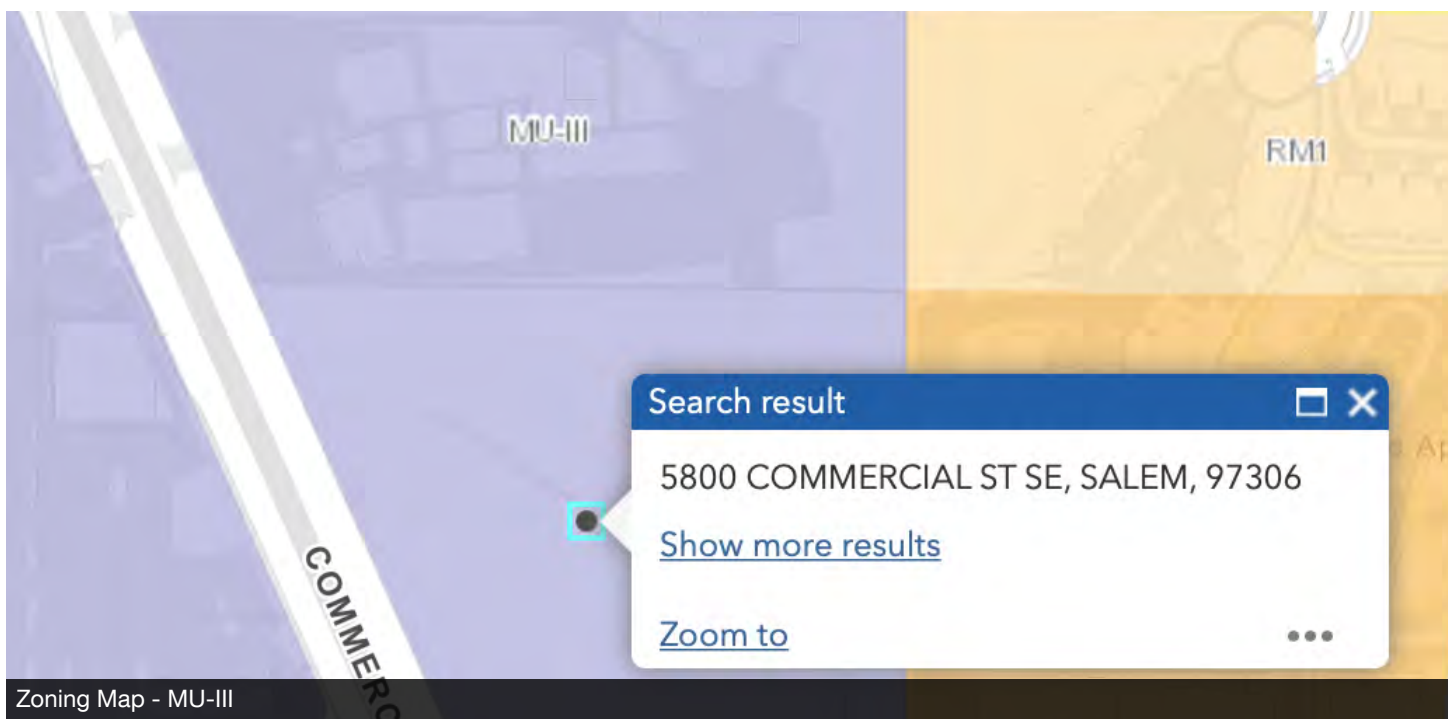 MU-III
RM1
Search result
5800 COMMERCIAL ST SE, SALEM, 97306
Show more results
Ap
Zoom to
COMMERC
Zoning Map - MU-III